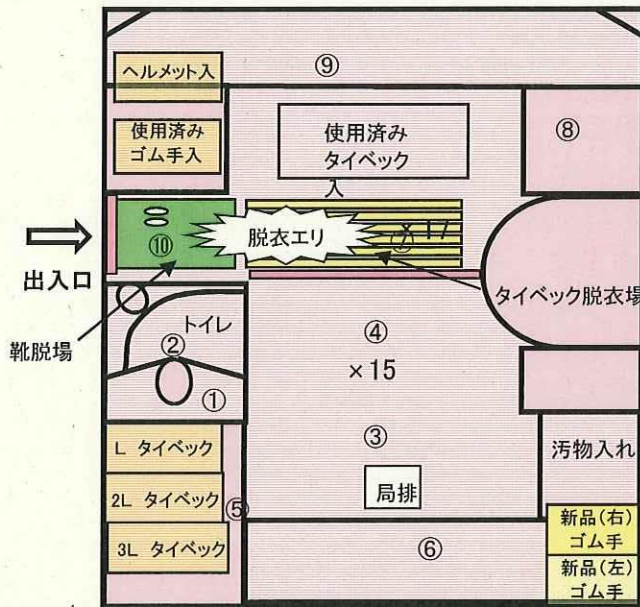 ⑨
ヘルメット入
使用済み
ゴム手入
使用済み
タイベック
入
⑧
⑩
脱衣エリ
×17
⑦
出入口
タイベック脱衣場
靴脱場
トイレ
②
①
④
×15
③
局排
L タイベック
2L タイベック
3L タイベック
⑤
⑥
汚物入れ
新品(右)
ゴム手
新品(左)
ゴム手